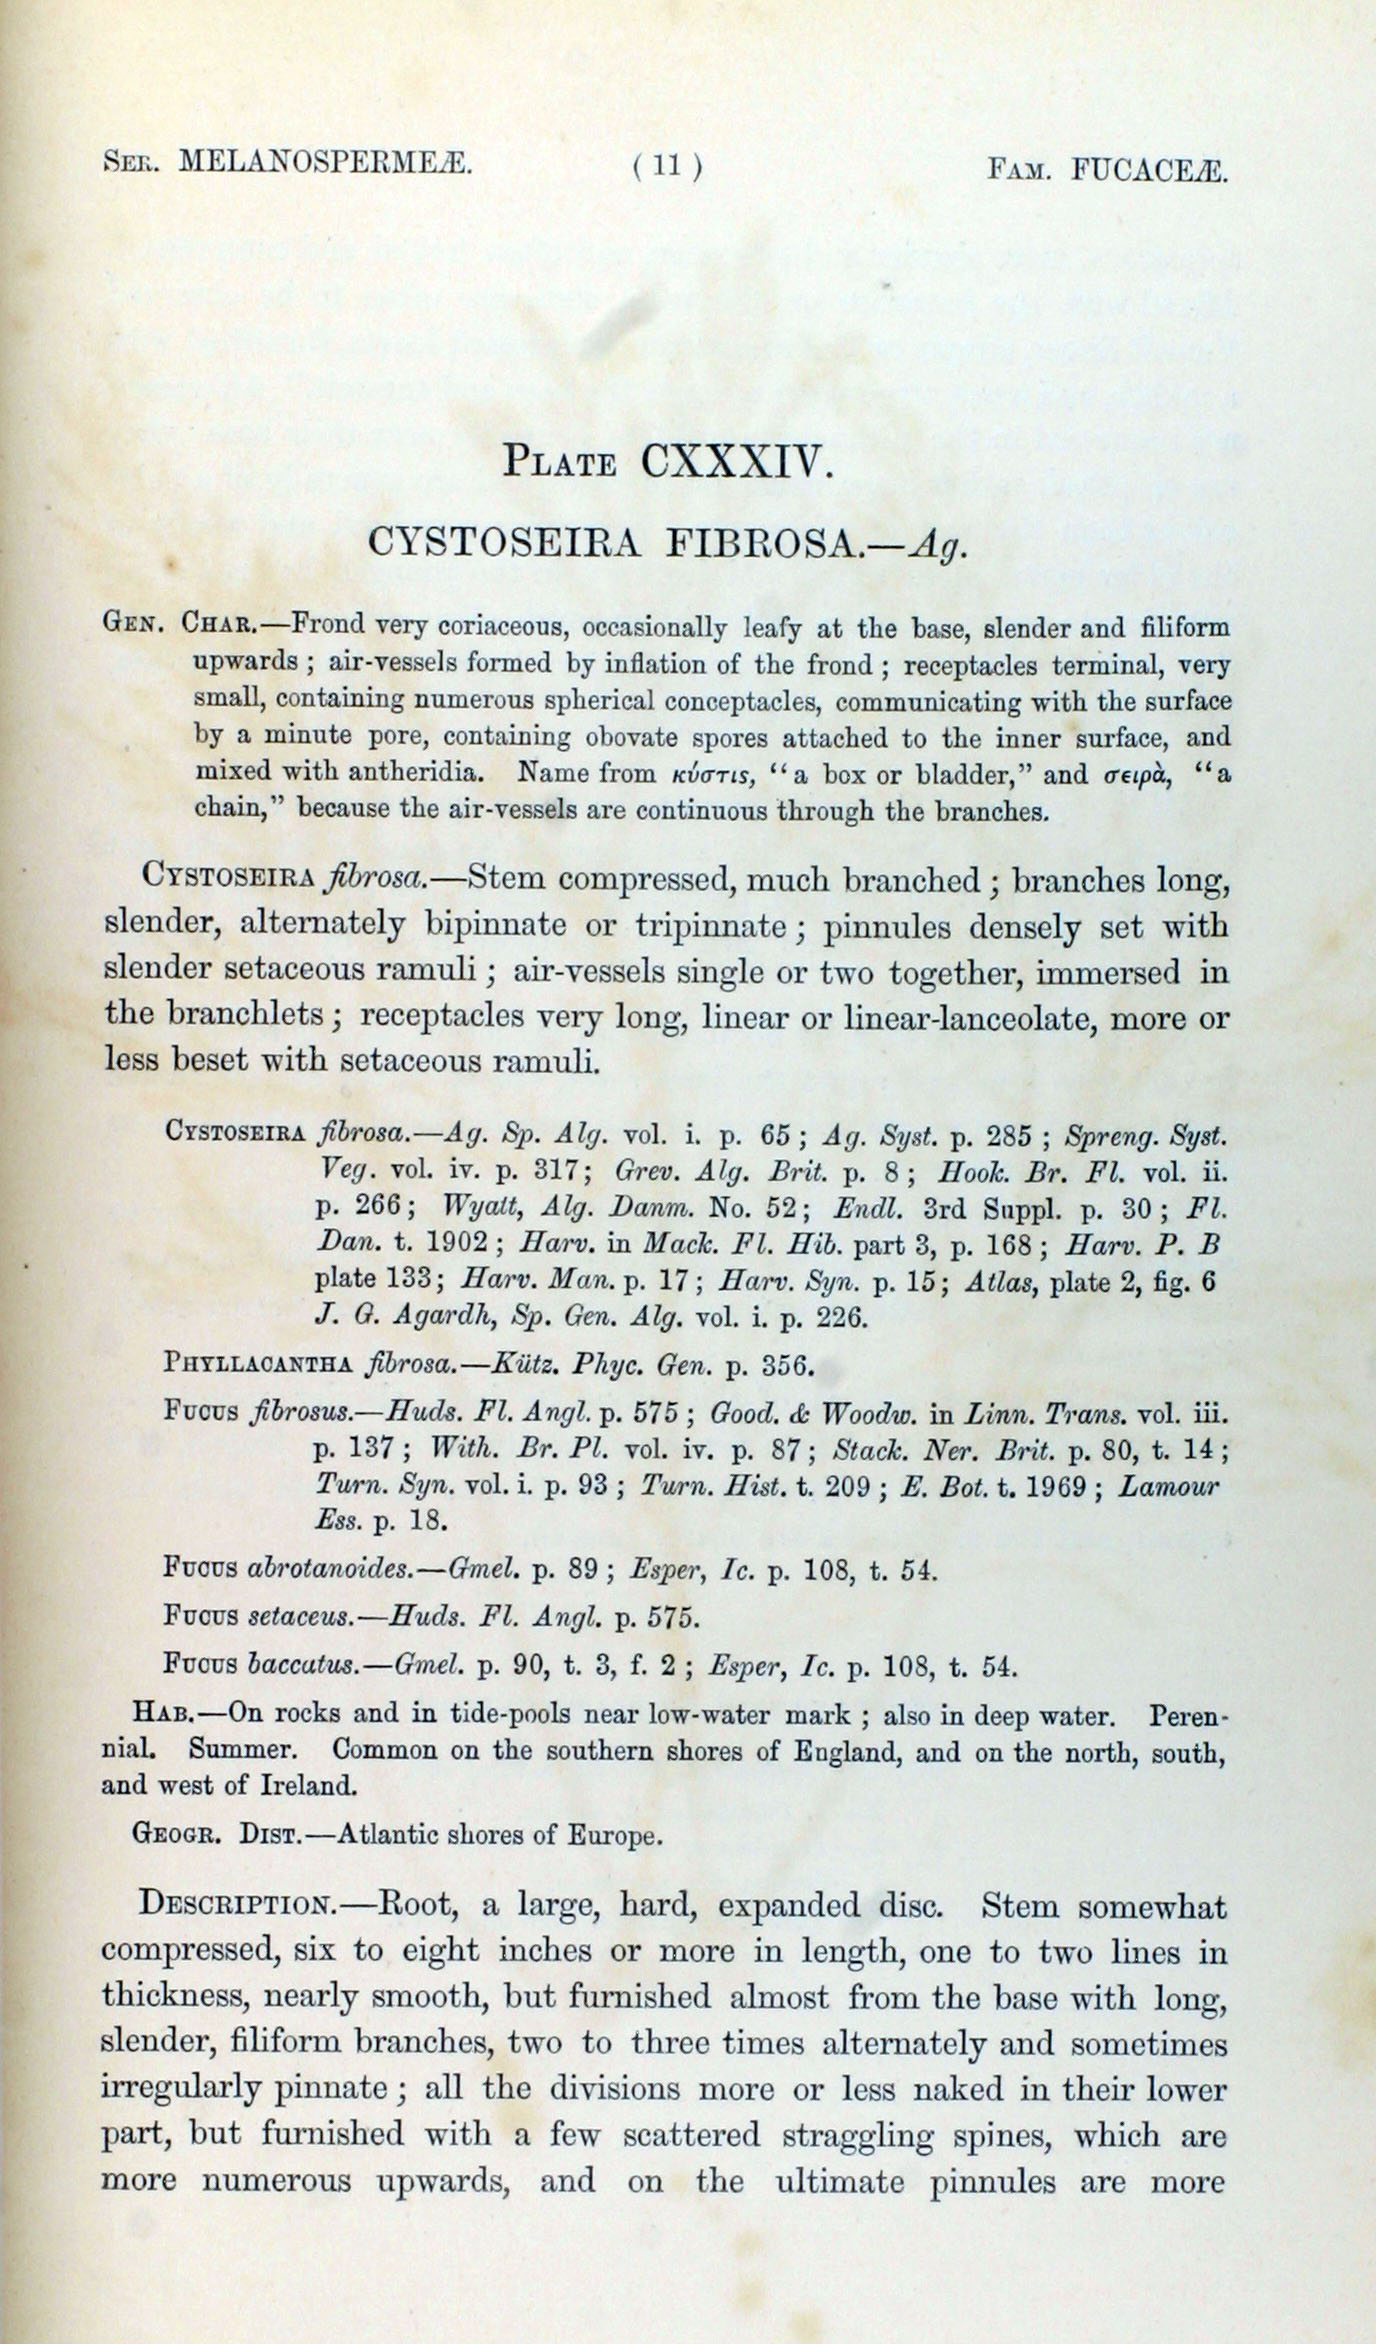 SER. MELANOSPERMEÆ. (11) FAM. FUCACEÆ.
PLATE CXXXIV.
CYSTOSEIRA FIBROSA.—Ag.
GEN. CHAR.—Frond very coriaceous, occasionally leafy at the base, slender and filiform
upwards; air-vessels formed by inflation of the frond; receptacles terminal, very
small, containing numerous spherical conceptacles, communicating with the surface
by a minute pore, containing obovate spores attached to the inner surface, and
mixed with antheridia. Name from κύστις, “a box or bladder,” and σειρὰ, “a
chain,” because the air-vessels are continuous through the branches.
CYSTOSEIRA fibrosa.—Stem compressed, much branched; branches long,
slender, alternately bipinnate or tripinnate; pinnules densely set with
slender setaceous ramuli; air-vessels single or two together, immersed in
the branchlets; receptacles very long, linear or linear-lanceolate, more or
less beset with setaceous ramuli.
CYSTOSEIRA fibrosa.—Ag. Sp. Alg. vol. i. p. 65; Ag. Syst. p. 285; Spreng. Syst.
Veg. vol. iv. p. 317; Grev. Alg. Brit. p. 8; Hook. Br. Fl. vol. ii.
p. 266; Wyatt, Alg. Danm. No. 52; Endl. 3rd Suppl. p. 30; Fl.
Dan. t. 1902; Harv. in Mack. Fl. Hib. part 3, p. 168; Harv. P. B
plate 133; Harv. Man. p. 17; Harv. Syn. p. 15; Atlas, plate 2, fig. 6
J. G. Agardh, Sp. Gen. Alg. vol. i. p. 226.
PHYLLACANTHA fibrosa.—Kütz. Phyc. Gen. p. 356.
FUCUS fibrosus.—Huds. Fl. Angl. p. 575; Good. & Woodw. in Linn. Trans. vol. iii.
p. 137; With. Br. Pl. vol. iv. p. 87; Stack. Ner. Brit. p. 80, t. 14;
Turn. Syn. vol. i. p. 93; Turn. Hist. t. 209; E. Bot. t. 1969; Lamour
Ess. p. 18.
FUCUS abrotanoides.—Gmel. p. 89; Esper, Ic. p. 108, t. 54.
FUCUS setaceus.—Huds. Fl. Angl. p. 575.
FUCUS baccatus.—Gmel. p. 90, t. 3, f. 2; Esper, Ic. p. 108, t. 54.
HAB.—On rocks and in tide-pools near low-water mark; also in deep water. Peren-
nial. Summer. Common on the southern shores of England, and on the north, south,
and west of Ireland.
GEOGR. DIST.—Atlantic shores of Europe.
DESCRIPTION.—Root, a large, hard, expanded disc. Stem somewhat
compressed, six to eight inches or more in length, one to two lines in
thickness, nearly smooth, but furnished almost from the base with long,
slender, filiform branches, two to three times alternately and sometimes
irregularly pinnate; all the divisions more or less naked in their lower
part, but furnished with a few scattered straggling spines, which are
more numerous upwards, and on the ultimate pinnules are more